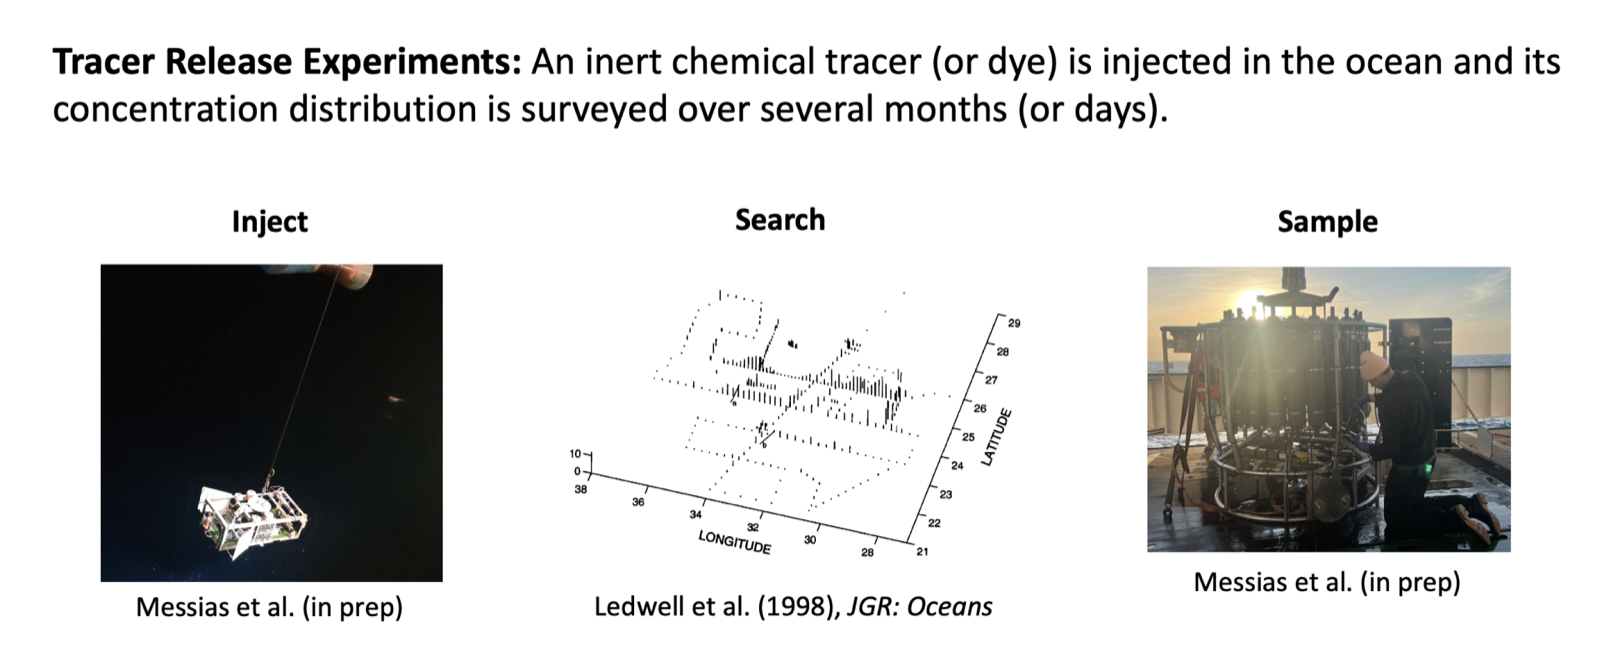 Tracer Release Experiments: An inert chemical tracer (or dye) is injected in the ocean and its
concentration distribution is surveyed over several months (or days).
Inject
Search
Sample
29
28
27
26
25
24
23
22
21
LATITUDE
10
0
38
36
34
32
30
28
LONGITUDE
Messias et al. (in prep)
Ledwell et al. (1998), JGR: Oceans
Messias et al. (in prep)